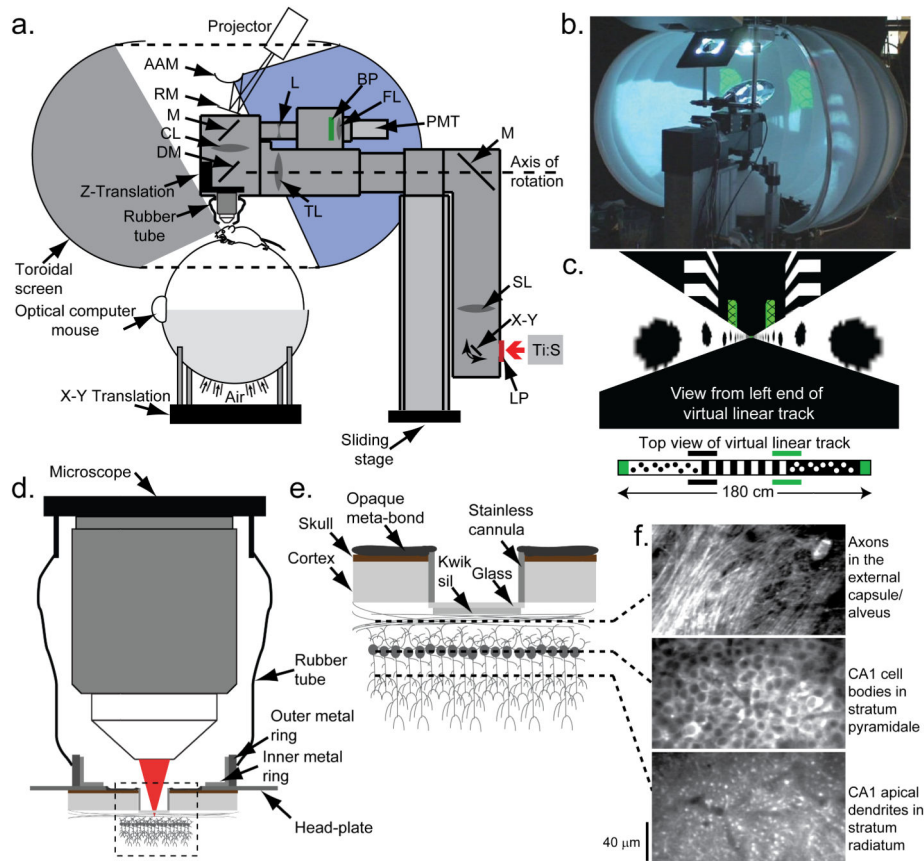 a.
Projector
AAM
RM
M
CL
DM
L
BP
FL
PMT
M
Axis of
rotation
Z-Translation
Rubber
tube
TL
Toroidal
screen
Optical computer
mouse
SL
X-Y
Ti:S
LP
X-Y Translation
Air
Sliding
stage
b.
c.
View from left end of
virtual linear track
Top view of virtual linear track
180 cm
d.
Microscope
Rubber
tube
Outer metal
ring
Inner metal
ring
Head-plate
e.
Opaque
meta-bond
Stainless
cannula
Skull
Cortex
Kwik
sil
Glass
f.
Axons
in the
external
capsule/
alveus
CA1 cell
bodies in
stratum
pyramidale
CA1 apical
dendrites in
stratum
radiatum
40 μm